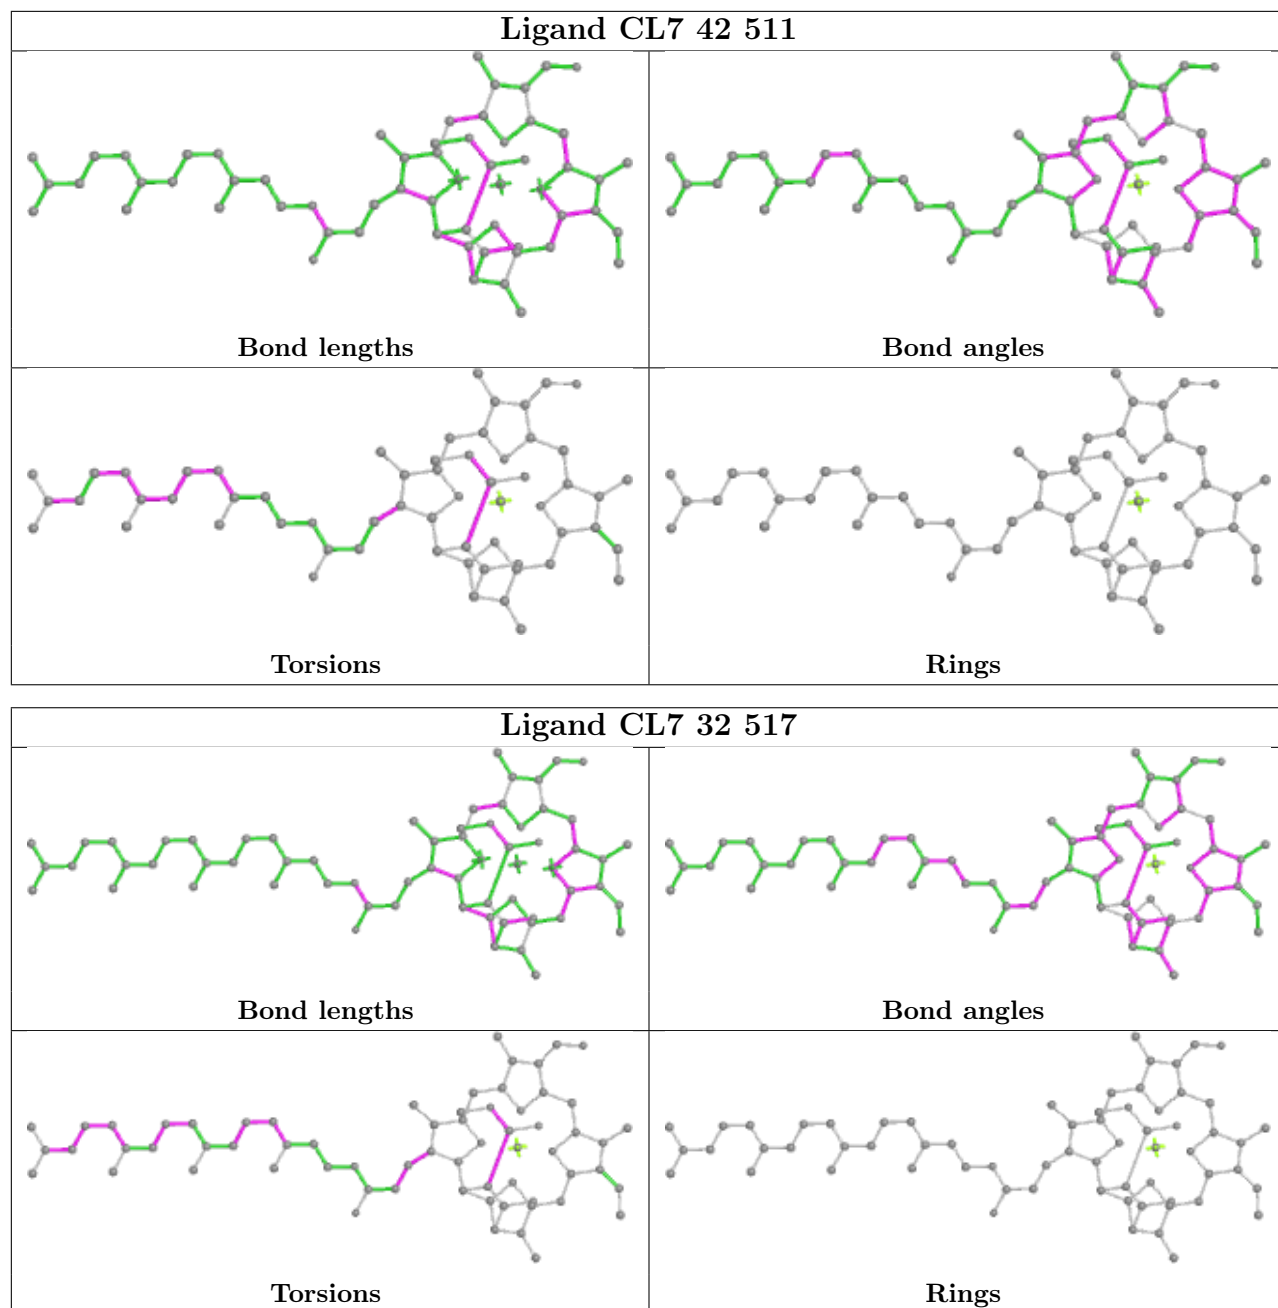 Ligand CL7 42 511
Bond lengths
Bond angles
Torsions
Rings
Ligand CL7 32 517
Bond lengths
Bond angles
Torsions
Rings